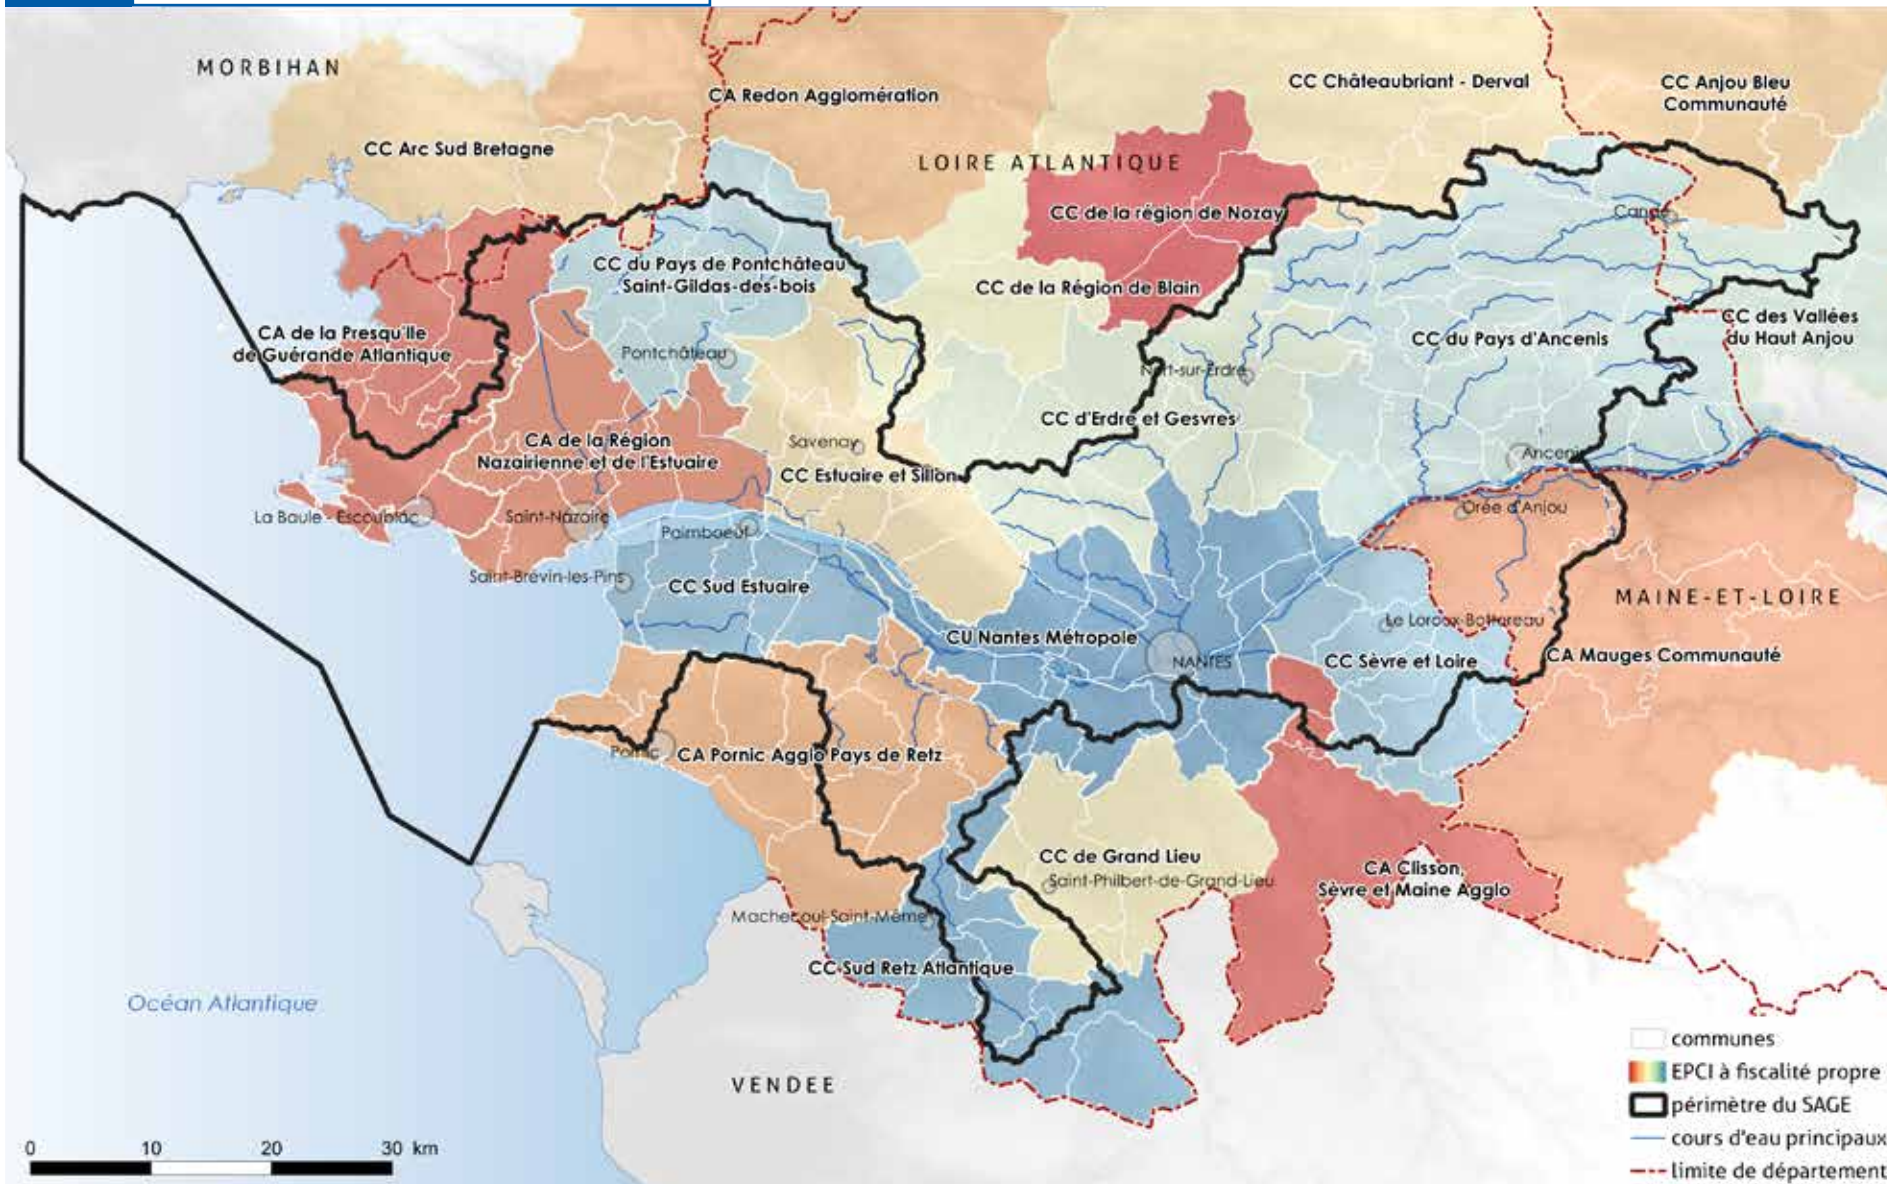 MORBIHAN
CA Redon Agglomération
CC Châteaubriant - Derval
CC Anjou Bleu
Communauté
CC Arc Sud Bretagne
LOIRE ATLANTIQUE
CC de la région de Nozay
Candé
CC du Pays de Pontchâteau
Saint-Gildas-des-bois
CC de la Région de Blain
CA de la Presqu'Ile
de Guérande Atlantique
CC du Pays d'Ancenis
CC des Vallées
du Haut Anjou
Pontchâteau
Nort-sur-Erdre
CC d'Erdre et Gesvres
CA de la Région
Nazairienne et de l'Estuaire
Savenay
CC Estuaire et Sillon
Ancenis
La Baule - Escoublac
Saint-Nazaire
Paimboeuf
Orée d'Anjou
Saint-Brévin-les-Pins
CC Sud Estuaire
MAINE-ET-LOIRE
Le Loroux-Bottereau
CU Nantes Métropole
NANTES
CC Sèvre et Loire
CA Mauges Communauté
Pornic
CA Pornic Agglo Pays de Retz
CC de Grand Lieu
Saint-Philbert-de-Grand-Lieu
CA Clisson,
Sèvre et Maine Agglo
Machecoul-Saint-Même
CC Sud Retz Atlantique
Océan Atlantique
VENDEE
communes
EPCI à fiscalité propre
périmètre du SAGE
cours d'eau principaux
limite de département
0 10 20 30 km